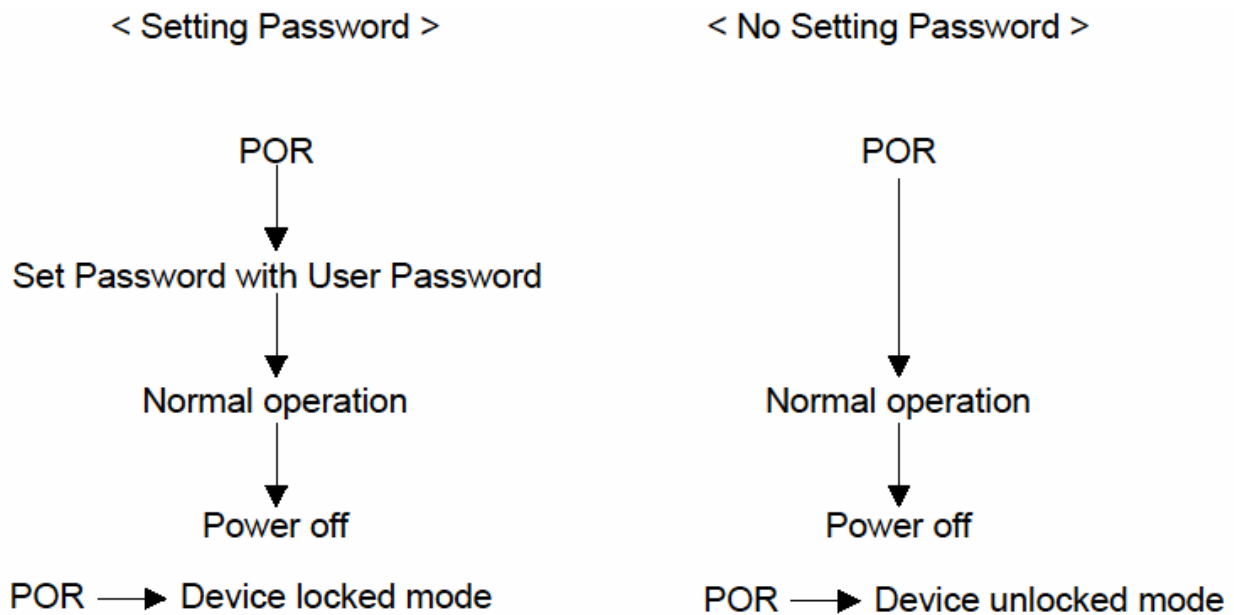 < Setting Password >
POR
Set Password with User Password
Normal operation
Power off
POR Device locked mode
< No Setting Password >
POR
Normal operation
Power off
POR Device unlocked mode